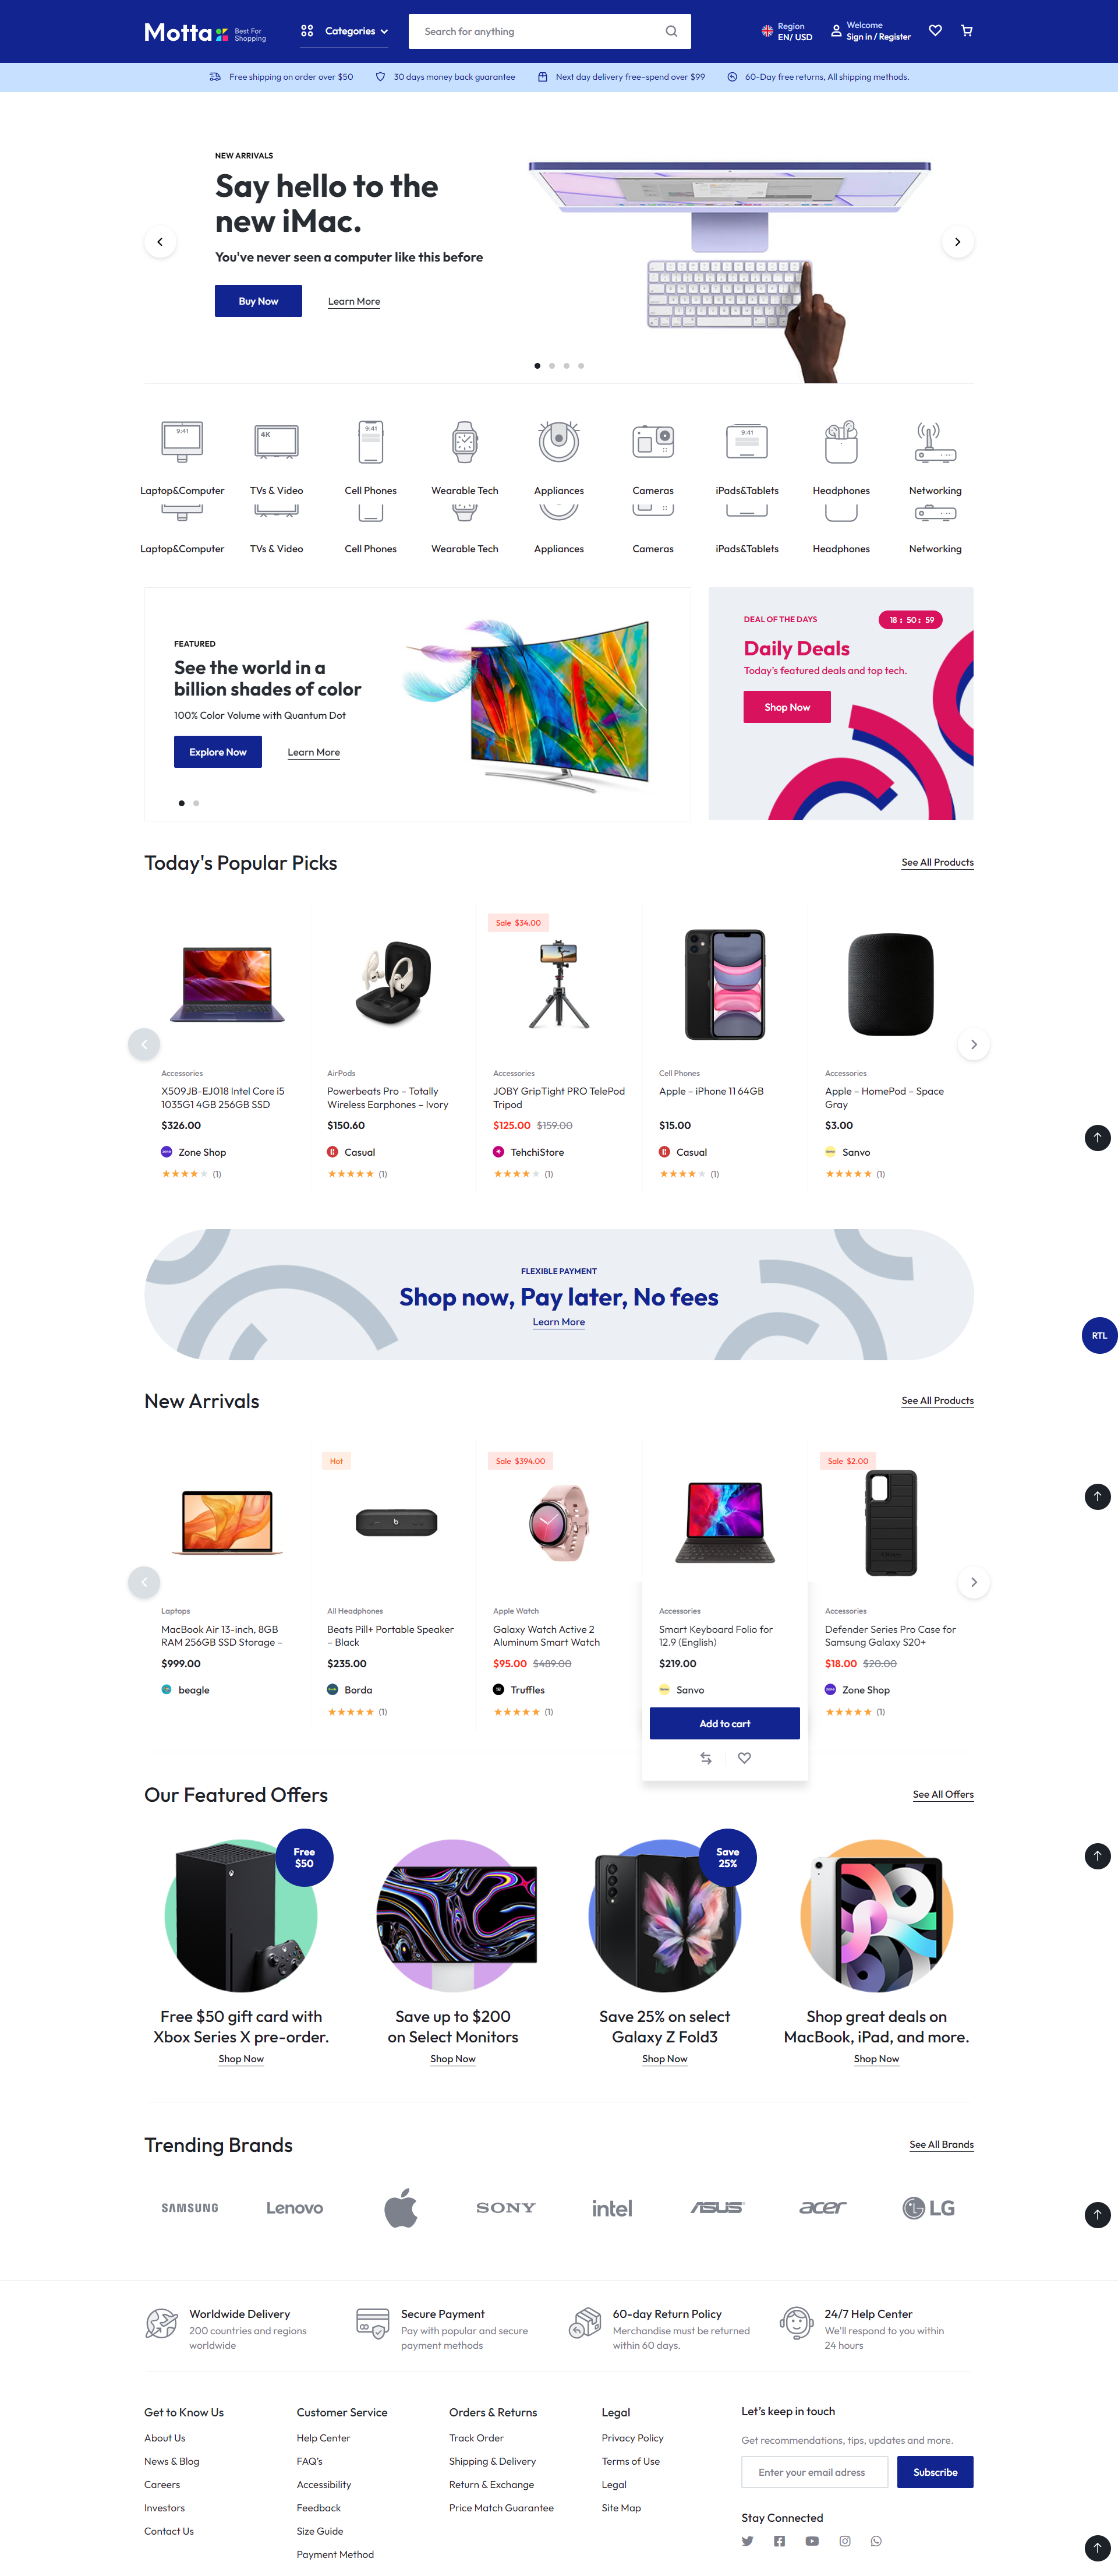 Motta
Best For
Shopping
Categories
Search for anything
Region
EN/ USD
Welcome
Sign in / Register
Free shipping on order over $50
30 days money back guarantee
Next day delivery free–spend over $99
60-Day free returns, All shipping methods.
NEW ARRIVALS
Say hello to the
new iMac.
You've never seen a computer like this before
Buy Now
Learn More
9:41
4K
9:41
9:41
Laptop&Computer
TVs & Video
Cell Phones
Wearable Tech
Appliances
Cameras
iPads&Tablets
Headphones
Networking
Laptop&Computer
TVs & Video
Cell Phones
Wearable Tech
Appliances
Cameras
iPads&Tablets
Headphones
Networking
FEATURED
See the world in a
billion shades of color
100% Color Volume with Quantum Dot
Explore Now
Learn More
DEAL OF THE DAYS
18 : 50 : 59
Daily Deals
Today's featured deals and top tech.
Shop Now
Today's Popular Picks
See All Products
Accessories
X509JB-EJ018 Intel Core i5
1035G1 4GB 256GB SSD
$326.00
Zone Shop
(1)
AirPods
Powerbeats Pro – Totally
Wireless Earphones – Ivory
$150.60
Casual
(1)
Sale $34.00
Accessories
JOBY GripTight PRO TelePod
Tripod
$125.00 $159.00
TehchiStore
(1)
Cell Phones
Apple – iPhone 11 64GB
$15.00
Casual
(1)
Accessories
Apple – HomePod – Space
Gray
$3.00
Sanvo
(1)
FLEXIBLE PAYMENT
Shop now, Pay later, No fees
Learn More
RTL
New Arrivals
See All Products
Laptops
MacBook Air 13-inch, 8GB
RAM 256GB SSD Storage –
$999.00
beagle
Hot
All Headphones
Beats Pill+ Portable Speaker
– Black
$235.00
Borda
(1)
Sale $394.00
Apple Watch
Galaxy Watch Active 2
Aluminum Smart Watch
$95.00 $489.00
Truffles
(1)
Accessories
Smart Keyboard Folio for
12.9 (English)
$219.00
Sanvo
Add to cart
Sale $2.00
Accessories
Defender Series Pro Case for
Samsung Galaxy S20+
$18.00 $20.00
Zone Shop
(1)
Our Featured Offers
See All Offers
Free
$50
Free $50 gift card with
Xbox Series X pre-order.
Shop Now
Save up to $200
on Select Monitors
Shop Now
Save
25%
Save 25% on select
Galaxy Z Fold3
Shop Now
Shop great deals on
MacBook, iPad, and more.
Shop Now
Trending Brands
See All Brands
SAMSUNG
Lenovo
SONY
intel
ASUS
acer
LG
Worldwide Delivery
200 countries and regions
worldwide
Secure Payment
Pay with popular and secure
payment methods
60-day Return Policy
Merchandise must be returned
within 60 days.
24/7 Help Center
We'll respond to you within
24 hours
Get to Know Us
About Us
News & Blog
Careers
Investors
Contact Us
Customer Service
Help Center
FAQ's
Accessibility
Feedback
Size Guide
Payment Method
Orders & Returns
Track Order
Shipping & Delivery
Return & Exchange
Price Match Guarantee
Legal
Privacy Policy
Terms of Use
Legal
Site Map
Let's keep in touch
Get recommendations, tips, updates and more.
Enter your email adress
Subscribe
Stay Connected